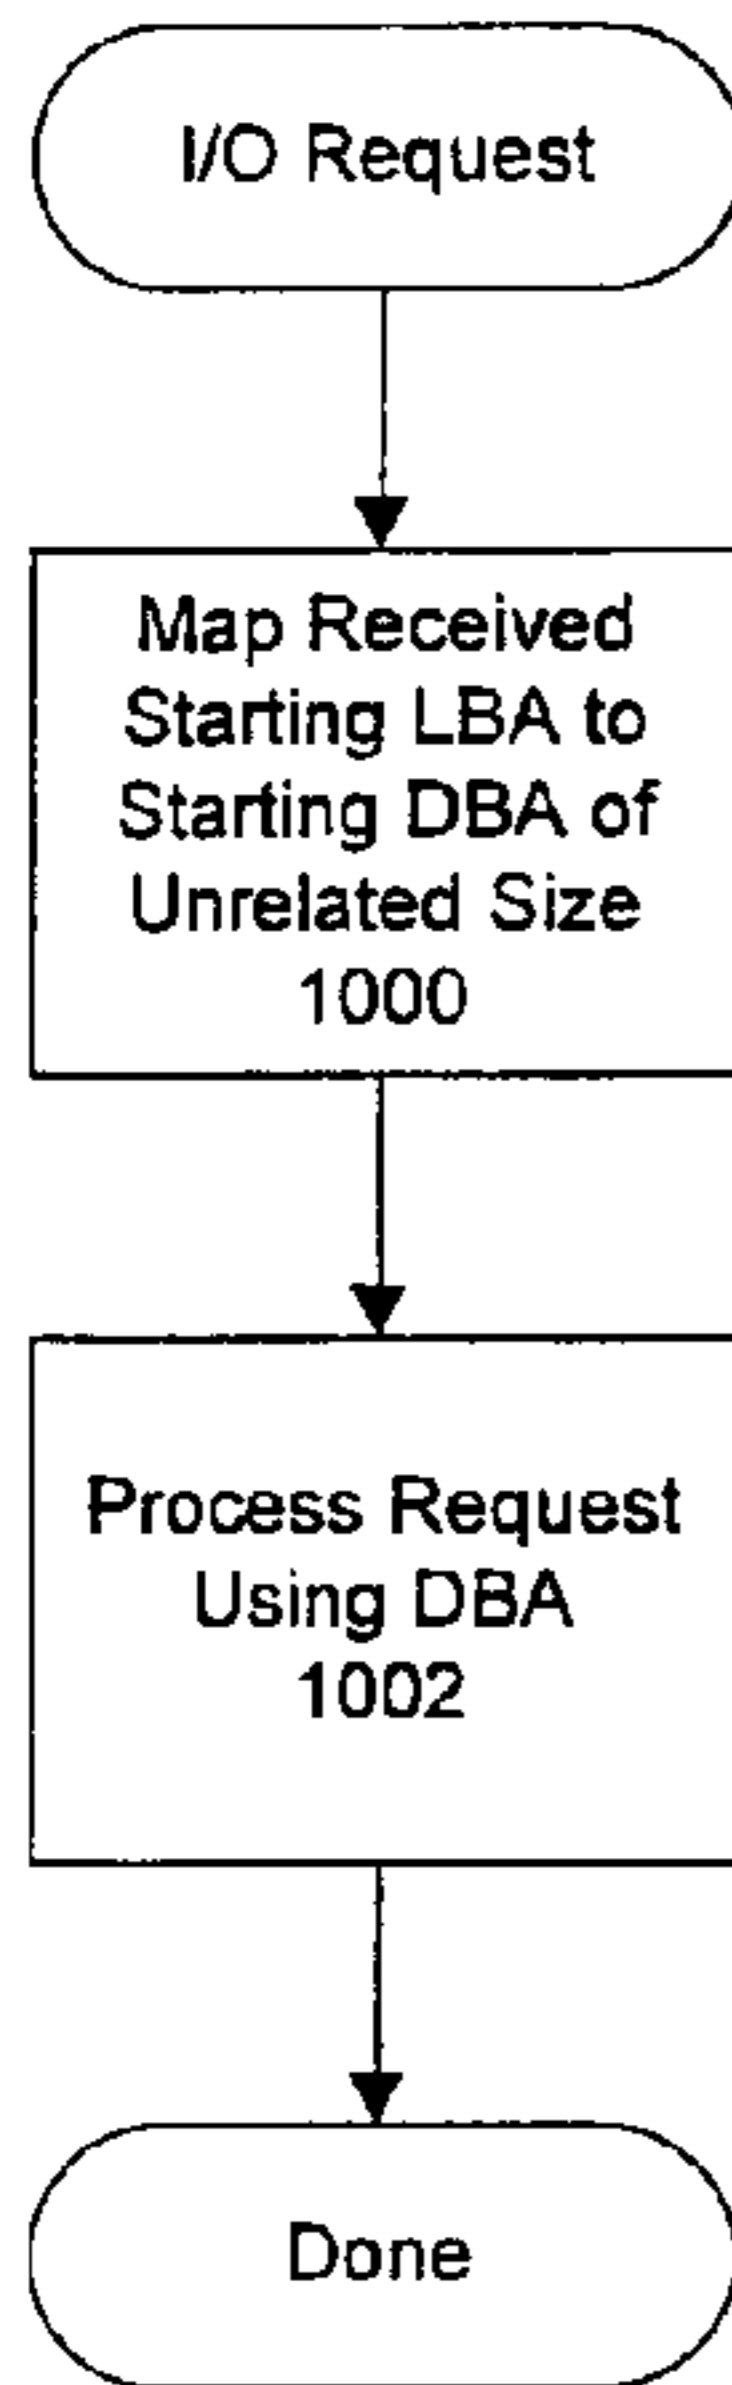 I/O Request
Map Received
Starting LBA to
Starting DBA of
Unrelated Size
1000
Process Request
Using DBA
1002
Done